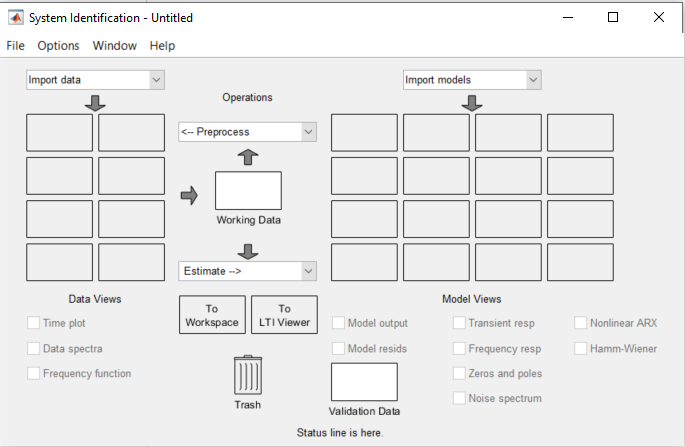 System Identification - Untitled
File Options Window Help
Import data
Import models
Operations
<-- Preprocess
Working Data
Estimate -->
Data Views
Model Views
To
Workspace
To
LTI Viewer
Time plot
Data spectra
Frequency function
Model output
Model resids
Transient resp
Frequency resp
Zeros and poles
Noise spectrum
Nonlinear ARX
Hamm-Wiener
Trash
Validation Data
Status line is here.